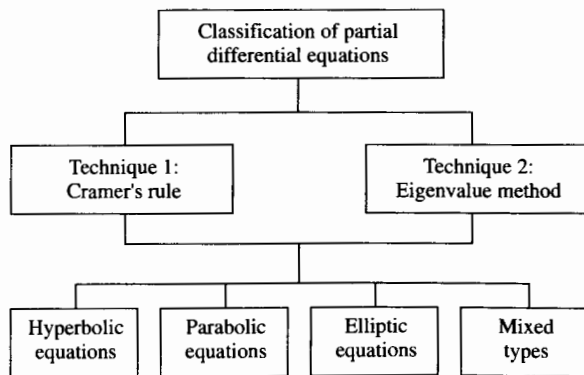 Classification of partial
differential equations
Technique 1:
Cramer's rule
Technique 2:
Eigenvalue method
Hyperbolic
equations
Parabolic
equations
Elliptic
equations
Mixed
types